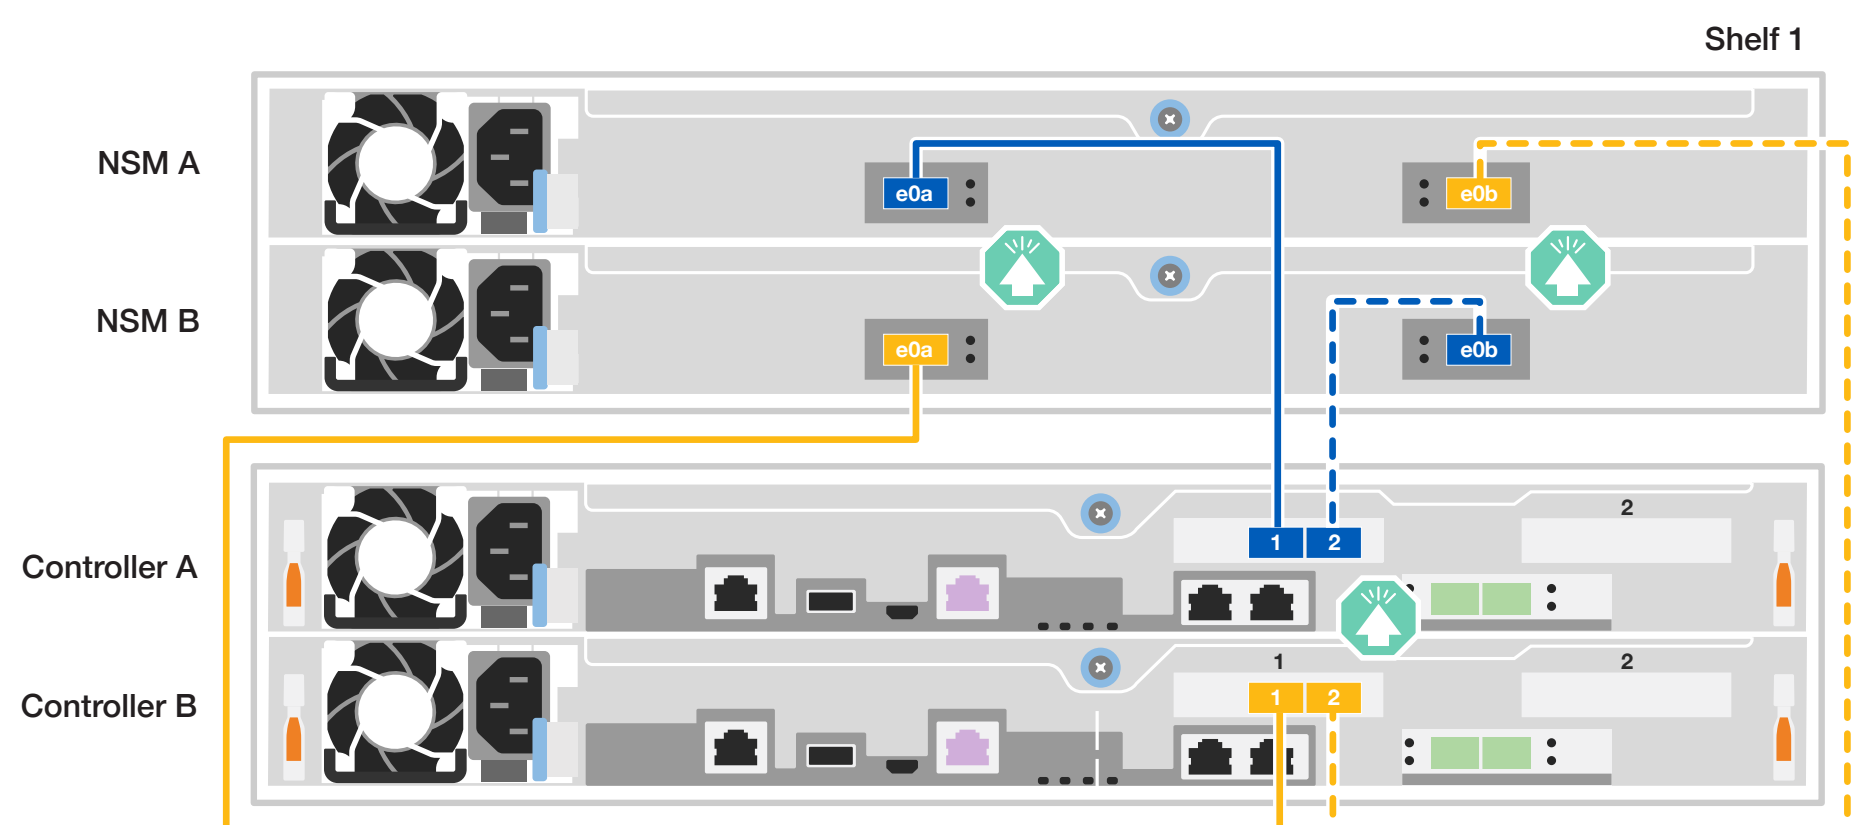 Shelf 1
NSM A
e0a
e0b
NSM B
e0a
e0b
2
Controller A
1 2
1
2
Controller B
1 2